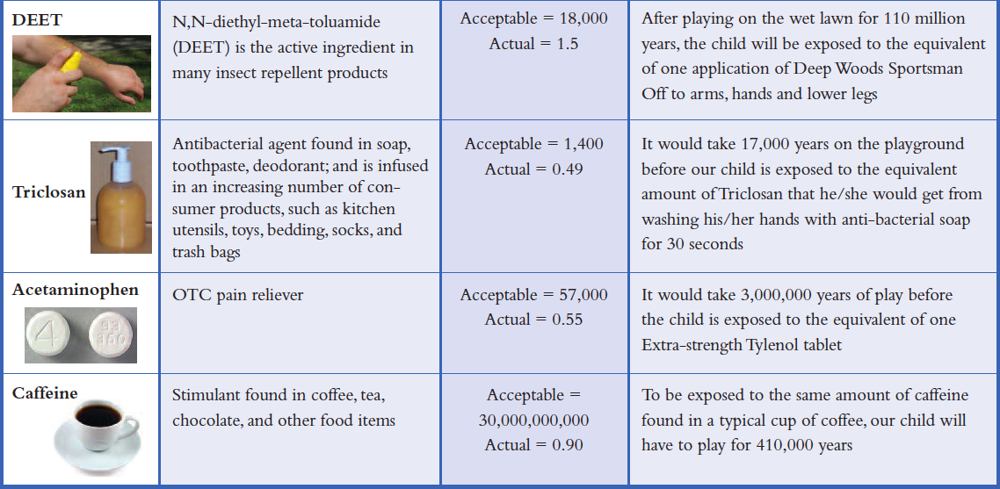 DEET
N,N-diethyl-meta-toluamide
(DEET) is the active ingredient in
many insect repellent products
Acceptable = 18,000
Actual = 1.5
After playing on the wet lawn for 110 million
years, the child will be exposed to the equivalent
of one application of Deep Woods Sportsman
Off to arms, hands and lower legs
Triclosan
Antibacterial agent found in soap,
toothpaste, deodorant; and is infused
in an increasing number of con-
sumer products, such as kitchen
utensils, toys, bedding, socks, and
trash bags
Acceptable = 1,400
Actual = 0.49
It would take 17,000 years on the playground
before our child is exposed to the equivalent
amount of Triclosan that he/she would get from
washing his/her hands with anti-bacterial soap
for 30 seconds
Acetaminophen
4
93
OTC pain reliever
Acceptable = 57,000
Actual = 0.55
It would take 3,000,000 years of play before
the child is exposed to the equivalent of one
Extra-strength Tylenol tablet
Caffeine
Stimulant found in coffee, tea,
chocolate, and other food items
Acceptable =
30,000,000,000
Actual = 0.90
To be exposed to the same amount of caffeine
found in a typical cup of coffee, our child will
have to play for 410,000 years